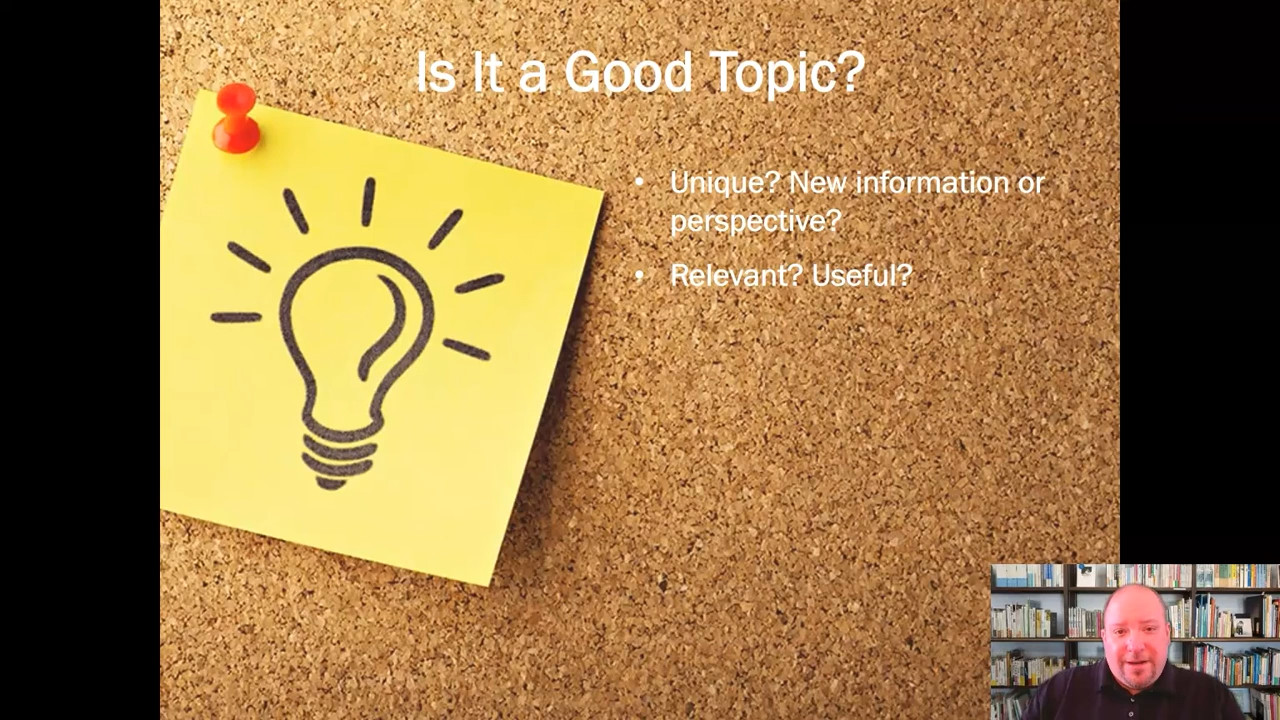 Is It a Good Topic?
• Unique? New information or
perspective?
• Relevant? Useful?